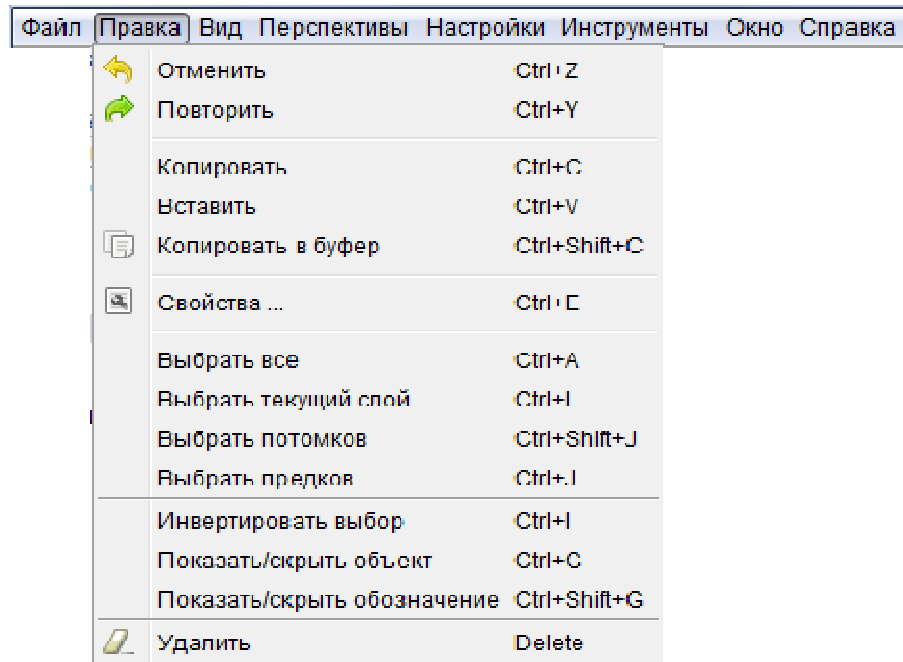 Файл Правка Вид Перспективы Настройки Инструменты Окно Справка
Отменить Ctrl+Z
Повторить Ctrl+Y
Копировать Ctrl+C
Вставить Ctrl+V
Копировать в буфер Ctrl+Shift+C
Свойства ... Ctrl+E
Выбрать все Ctrl+A
Выбрать текущий слой Ctrl+L
Выбрать потомков Ctrl+Shift+J
Выбрать предков Ctrl+J
Инвертировать выбор Ctrl+I
Показать/скрыть объект Ctrl+G
Показать/скрыть обозначение Ctrl+Shift+G
Удалить Delete